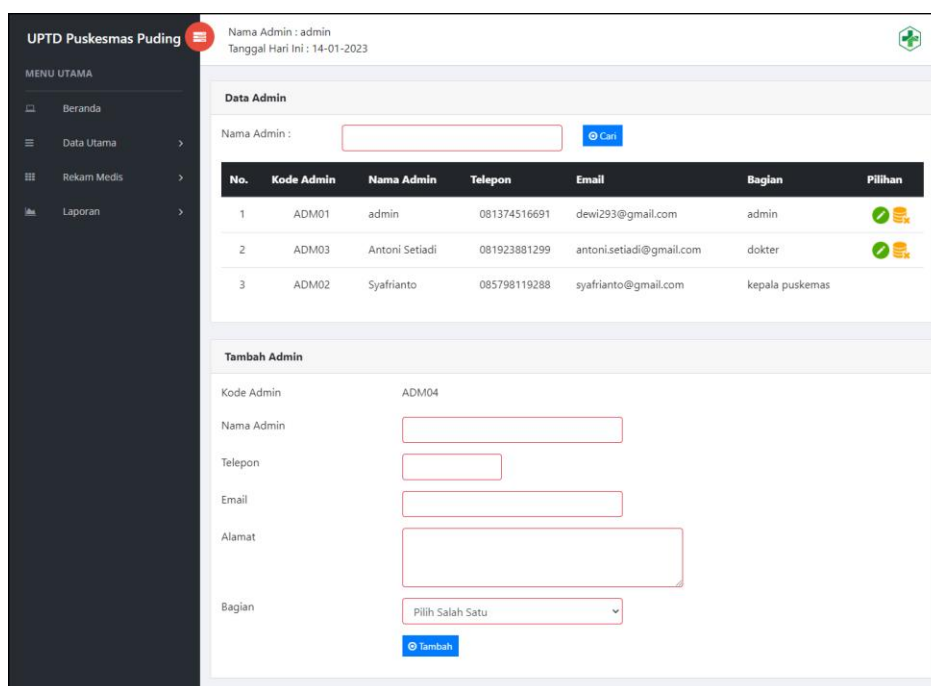 UPTD Puskesmas Puding
Nama Admin : admin
Tanggal Hari Ini : 14-01-2023
MENU UTAMA
Beranda
Data Utama
Rekam Medis
Laporan
Data Admin
Nama Admin :
Cari
No. Kode Admin Nama Admin Telepon Email Bagian Pilihan
1 ADM01 admin 081374516691 dewi293@gmail.com admin
2 ADM03 Antoni Setiadi 081923881299 antoni.setiadi@gmail.com dokter
3 ADM02 Syafrianto 085798119288 syafrianto@gmail.com kepala puskemas
Tambah Admin
Kode Admin ADM04
Nama Admin
Telepon
Email
Alamat
Bagian Pilih Salah Satu
Tambah